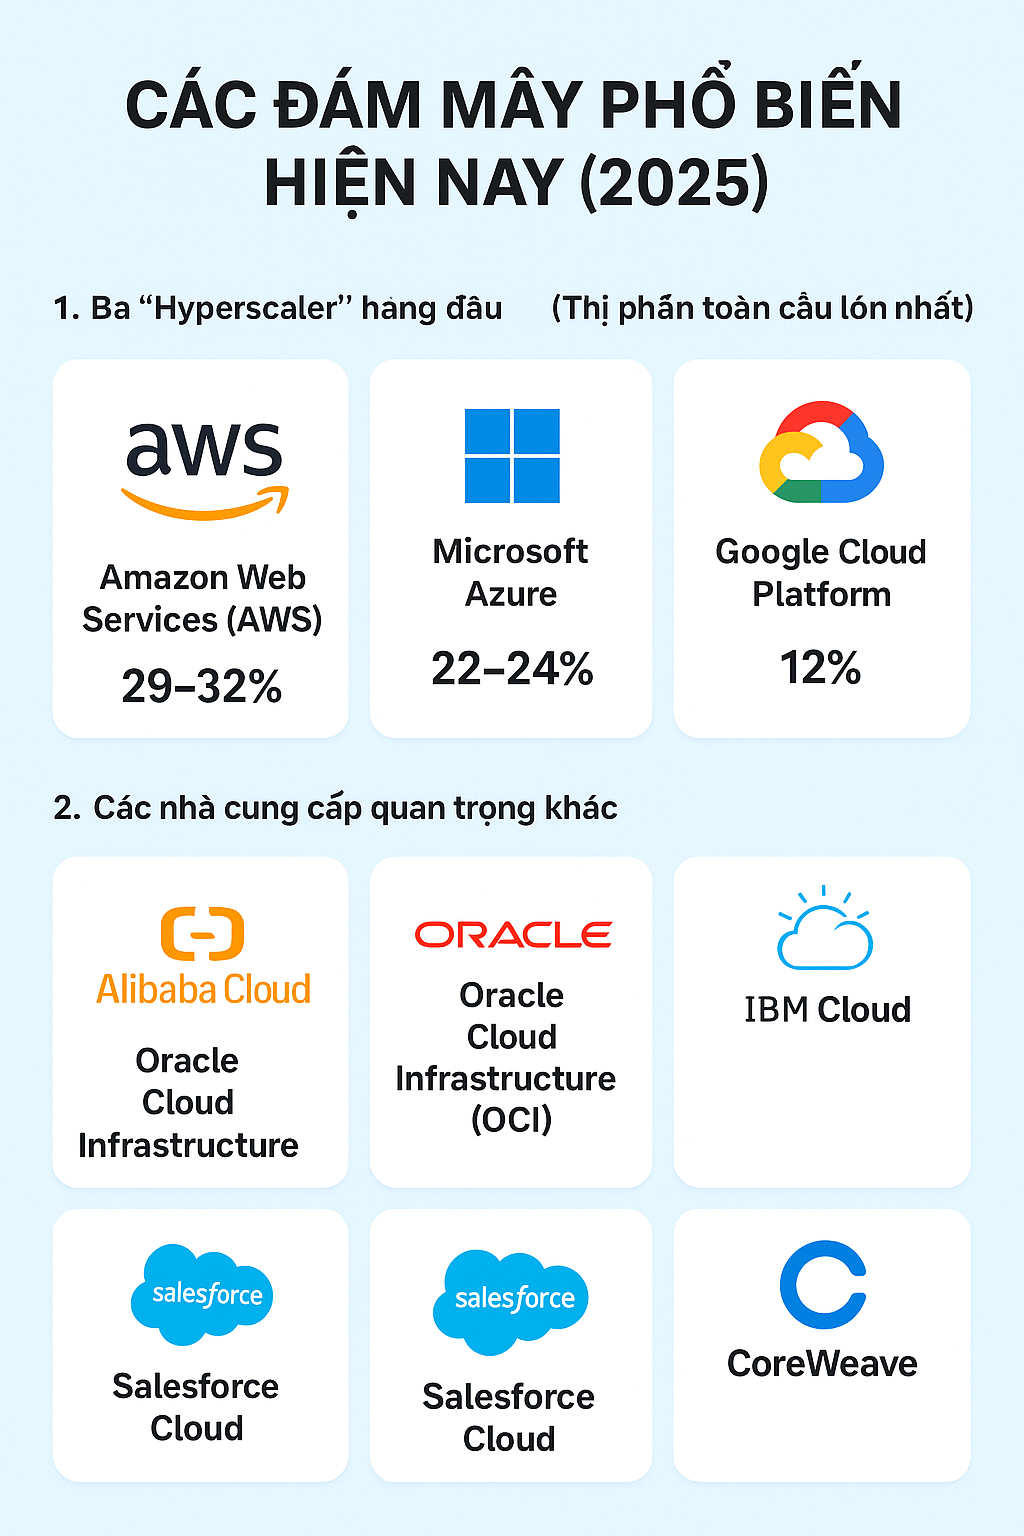 CÁC ĐÁM MÂY PHỔ BIẾN
HIỆN NAY (2025)
1. Ba “Hyperscaler” hàng đâu (Thị phần toàn cầu lón nhất)
aws
Amazon Web
Services (AWS)
29–32%
Microsoft
Azure
22–24%
Google Cloud
Platform
12%
2. Các nhà cung cấp quan trọng khác
Alibaba Cloud
Oracle
Cloud
Infrastructure
ORACLE
Oracle
Cloud
Infrastructure
(OCI)
IBM Cloud
salesforce
Salesforce
Cloud
salesforce
Salesforce
Cloud
CoreWeave